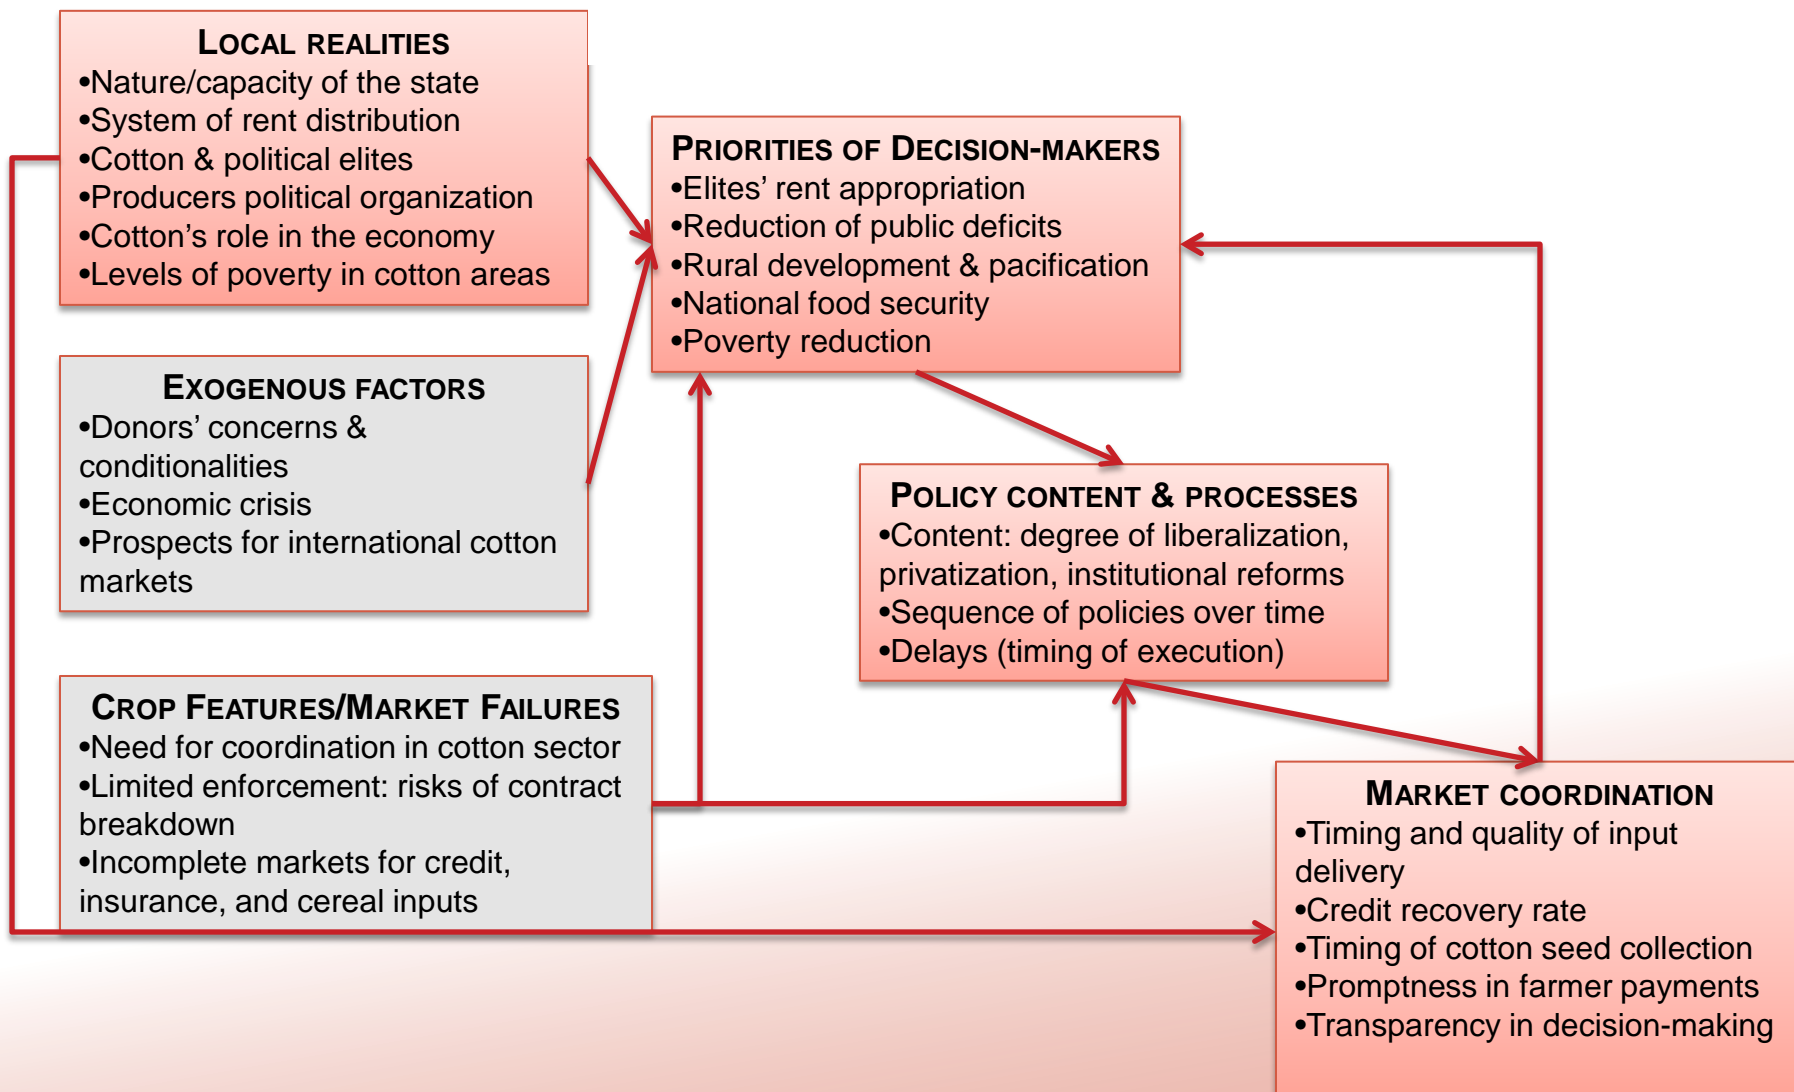 LOCAL REALITIES
•Nature/capacity of the state
•System of rent distribution
•Cotton & political elites
•Producers political organization
•Cotton's role in the economy
•Levels of poverty in cotton areas
EXOGENOUS FACTORS
•Donors' concerns &
conditionalities
•Economic crisis
•Prospects for international cotton
markets
CROP FEATURES/MARKET FAILURES
•Need for coordination in cotton sector
•Limited enforcement: risks of contract
breakdown
•Incomplete markets for credit,
insurance, and cereal inputs
PRIORITIES OF DECISION-MAKERS
•Elites' rent appropriation
•Reduction of public deficits
•Rural development & pacification
•National food security
•Poverty reduction
POLICY CONTENT & PROCESSES
•Content: degree of liberalization,
privatization, institutional reforms
•Sequence of policies over time
•Delays (timing of execution)
MARKET COORDINATION
•Timing and quality of input
delivery
•Credit recovery rate
•Timing of cotton seed collection
•Promptness in farmer payments
•Transparency in decision-making